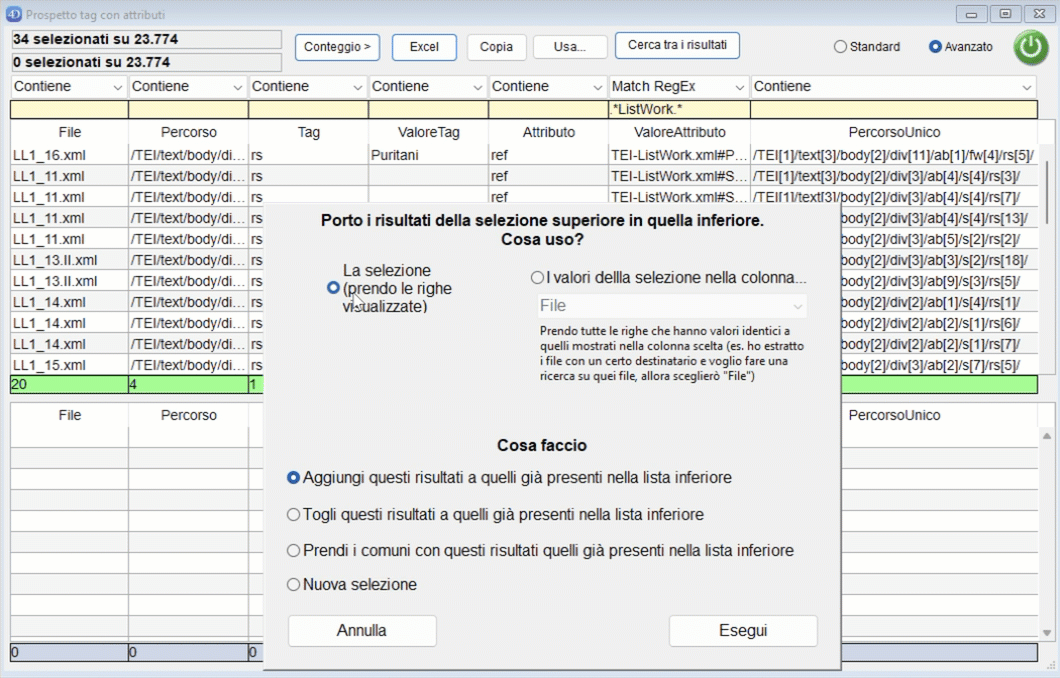 Prospetto tag con attributi
34 selezionati su 23.774
0 selezionati su 23.774
Conteggio > Excel Copia Usa... Cerca tra i risultati Standard Avanzato
Contiene Contiene Contiene Contiene Contiene Match RegEx Contiene
.*ListWork.*
File Percorso Tag ValoreTag Attributo ValoreAttributo PercorsoUnico
LL1_16.xml /TEI/text/body/di... rs Puritani ref TEI-ListWork.xml#P... /TEI[1]/text[3]/body[2]/div[11]/ab[1]/fw[4]/rs[5]/
LL1_11.xml /TEI/text/body/di... rs ref TEI-ListWork.xml#S... /TEI[1]/text[3]/body[2]/div[3]/ab[4]/s[4]/rs[3]/
LL1_11.xml /TEI/text/body/di... rs ref TEI-ListWork.xml#S... /TEI[1]/text[3]/body[2]/div[3]/ab[4]/s[4]/rs[7]/
LL1_11.xml /TEI/text/body/di... rs body[2]/div[4]/ab[4]/s[4]/rs[13]/
LL1_11.xml /TEI/text/body/di... rs body[2]/div[3]/ab[5]/s[2]/rs[2]/
LL1_13.II.xml /TEI/text/body/di... rs body[2]/div[3]/ab[3]/s[2]/rs[18]/
LL1_13.II.xml /TEI/text/body/di... rs body[2]/div[3]/ab[9]/s[3]/rs[5]/
LL1_14.xml /TEI/text/body/di... rs body[2]/div[2]/ab[1]/s[4]/rs[1]/
LL1_14.xml /TEI/text/body/di... rs body[2]/div[2]/ab[2]/s[1]/rs[6]/
LL1_14.xml /TEI/text/body/di... rs body[2]/div[2]/ab[2]/s[1]/rs[7]/
LL1_15.xml /TEI/text/body/di... rs body[2]/div[3]/ab[2]/s[7]/rs[5]/
20 4 1
Porto i risultati della selezione superiore in quella inferiore.
Cosa uso?
La selezione
(prendo le righe
visualizzate)
I valori dellla selezione nella colonna...
File
Prendo tutte le righe che hanno valori identici a
quelli mostrati nella colonna scelta (es. ho estratto
i file con un certo destinatario e voglio fare una
ricerca su quei file, allora sceglierò "File")
File Percorso PercorsoUnico
Cosa faccio
Aggiungi questi risultati a quelli già presenti nella lista inferiore
Togli questi risultati a quelli già presenti nella lista inferiore
Prendi i comuni con questi risultati quelli già presenti nella lista inferiore
Nuova selezione
Annulla Esegui
0 0 0